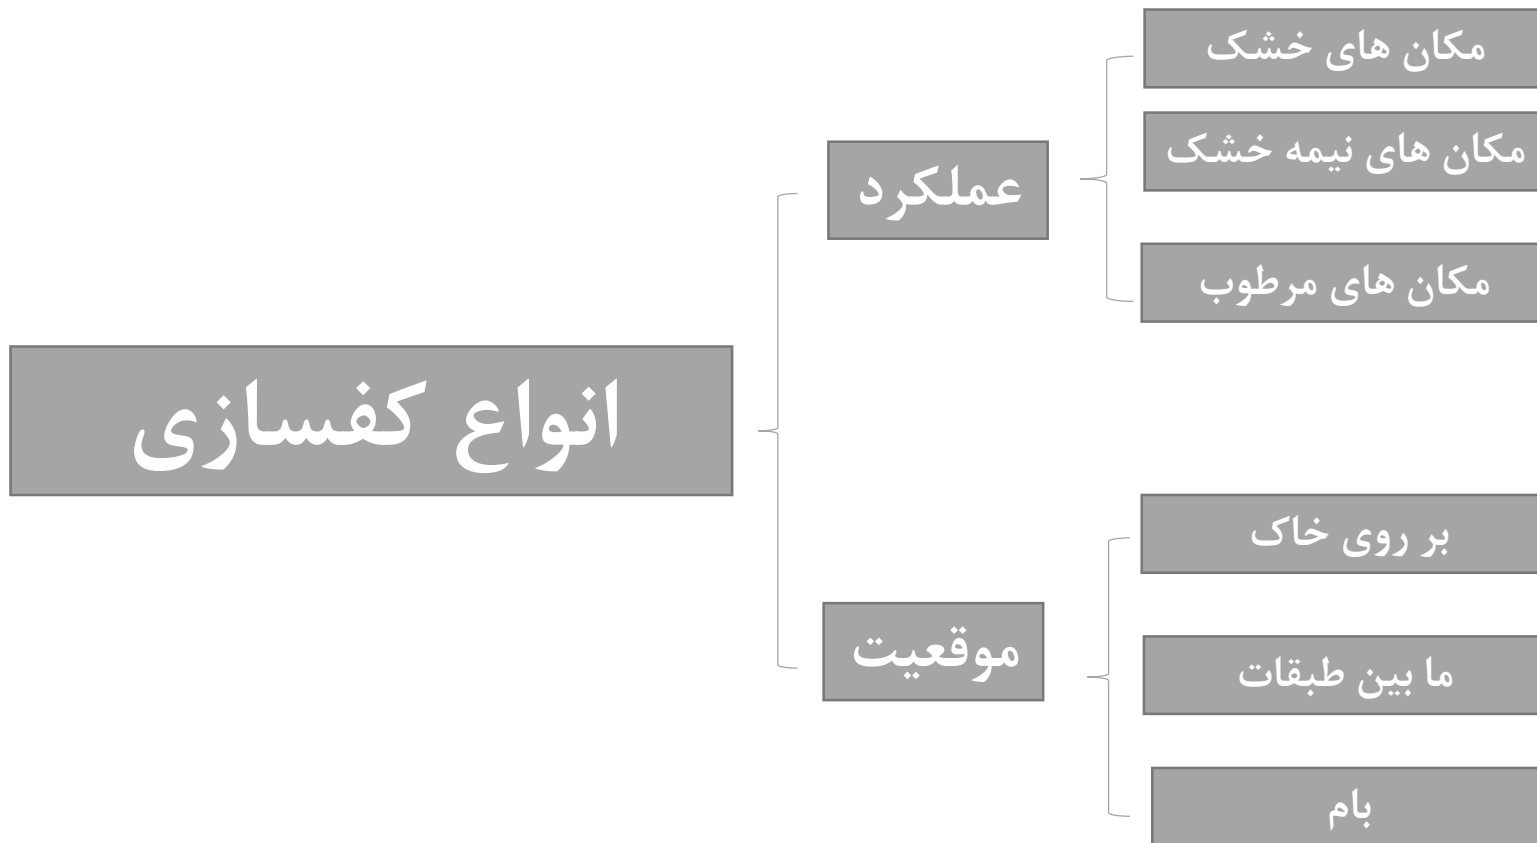 انواع کفسازی
عملکرد
مکان های خشک
مکان های نیمه خشک
مکان های مرطوب
موقعیت
بر روی خاک
ما بین طبقات
بام